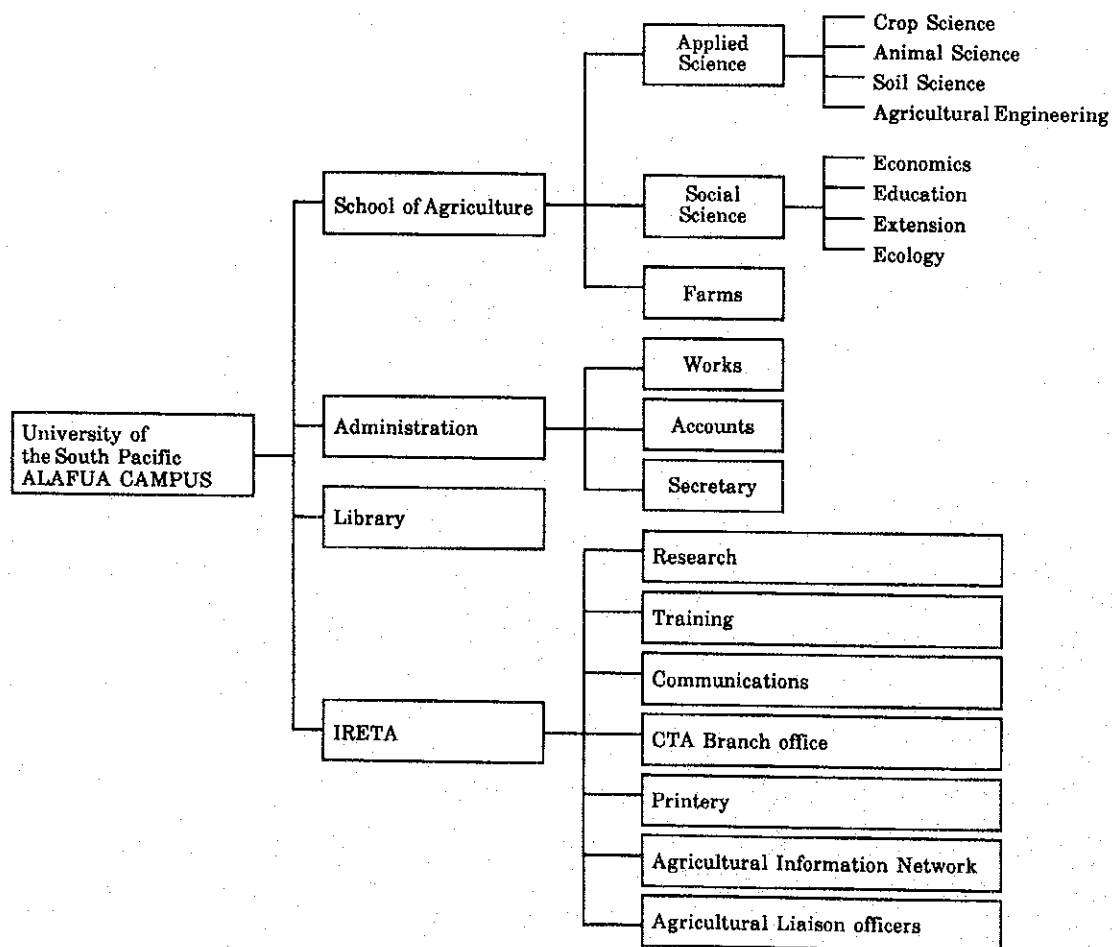 University of
the South Pacific
ALAFUA CAMPUS
School of Agriculture
Applied
Science
Crop Science
Animal Science
Soil Science
Agricultural Engineering
Social
Science
Economics
Education
Extension
Ecology
Farms
Administration
Works
Accounts
Secretary
Library
IRETA
Research
Training
Communications
CTA Branch office
Printery
Agricultural Information Network
Agricultural Liaison officers